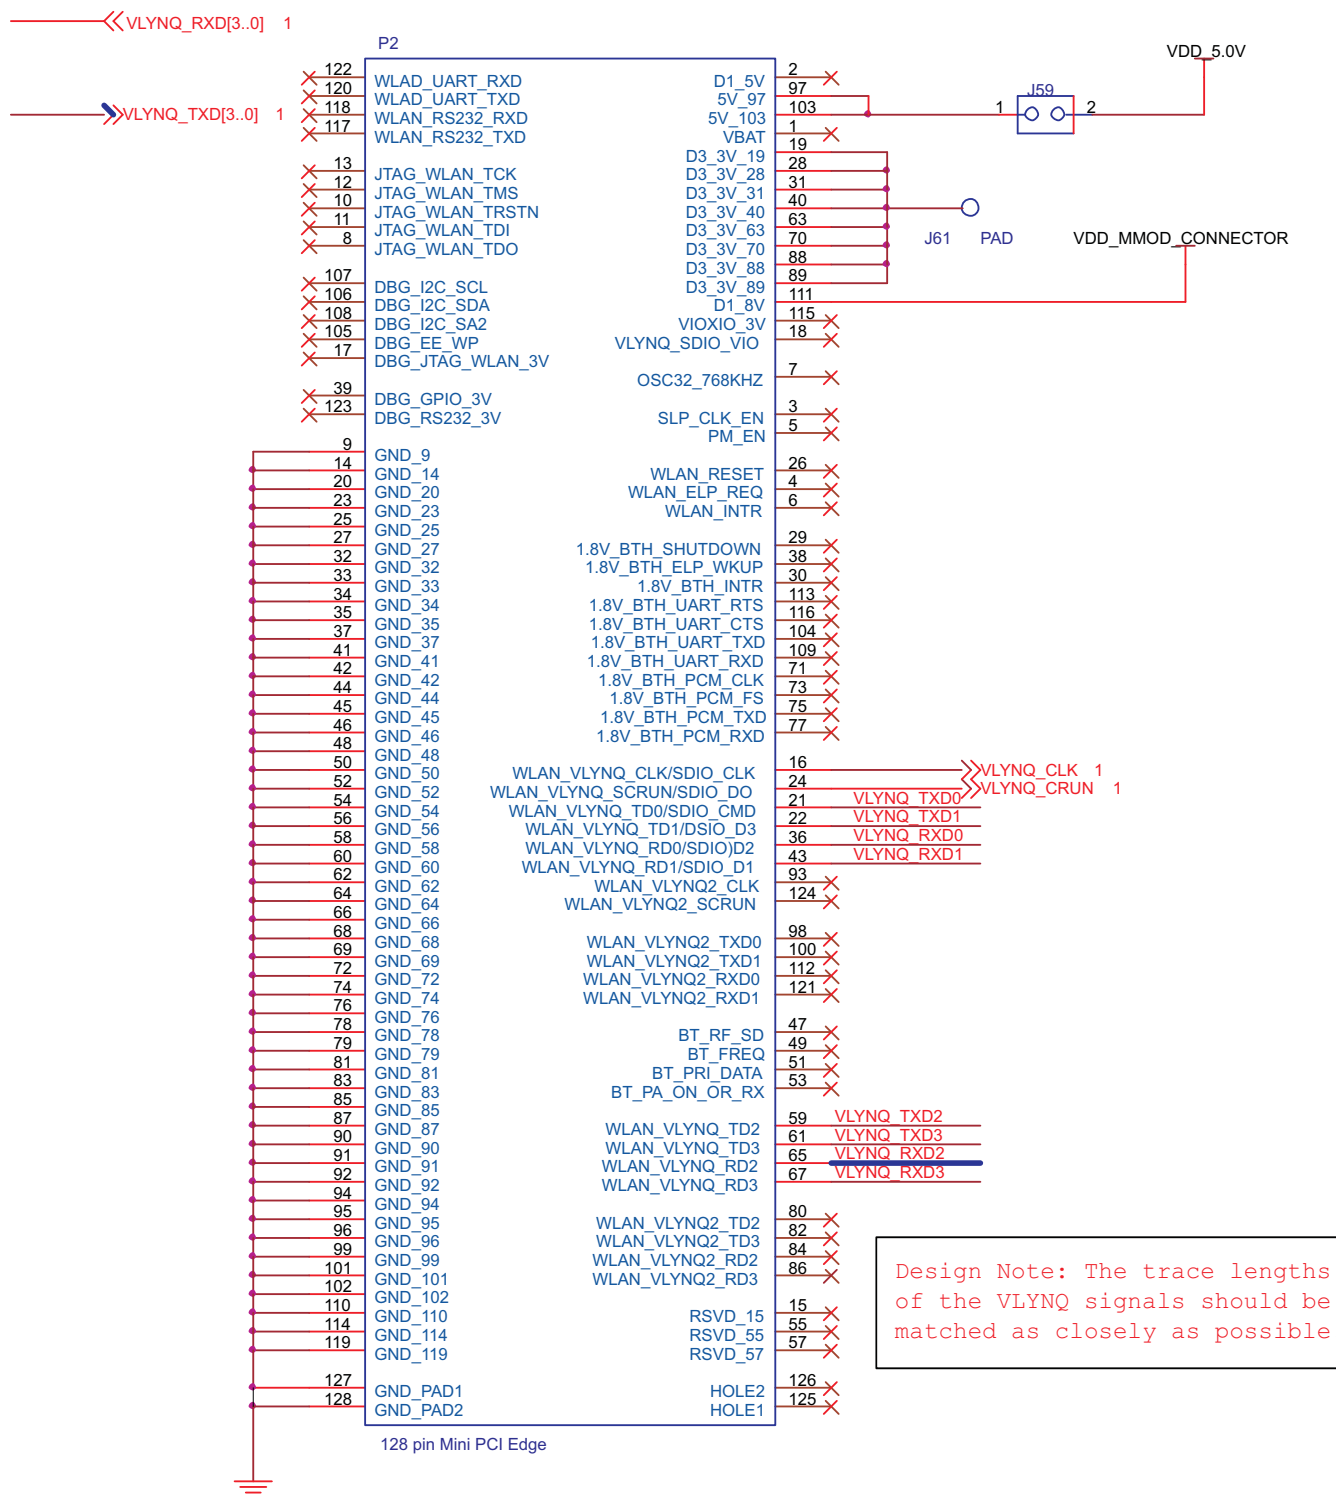 VLYNQ_RXD[3..0] 1
VLYNQ_TXD[3..0] 1
P2
122 WLAD_UART_RXD
120 WLAD_UART_TXD
118 WLAN_RS232_RXD
117 WLAN_RS232_TXD
13 JTAG_WLAN_TCK
12 JTAG_WLAN_TMS
10 JTAG_WLAN_TRSTN
11 JTAG_WLAN_TDI
8 JTAG_WLAN_TDO
107 DBG_I2C_SCL
106 DBG_I2C_SDA
108 DBG_I2C_SA2
105 DBG_EE_WP
17 DBG_JTAG_WLAN_3V
39 DBG_GPIO_3V
123 DBG_RS232_3V
9 GND_9
14 GND_14
20 GND_20
23 GND_23
25 GND_25
27 GND_27
32 GND_32
33 GND_33
34 GND_34
35 GND_35
37 GND_37
41 GND_41
42 GND_42
44 GND_44
45 GND_45
46 GND_46
48 GND_48
50 GND_50
52 GND_52
54 GND_54
56 GND_56
58 GND_58
60 GND_60
62 GND_62
64 GND_64
66 GND_66
68 GND_68
69 GND_69
72 GND_72
74 GND_74
76 GND_76
78 GND_78
79 GND_79
81 GND_81
83 GND_83
85 GND_85
87 GND_87
90 GND_90
91 GND_91
92 GND_92
94 GND_94
95 GND_95
96 GND_96
99 GND_99
101 GND_101
102 GND_102
110 GND_110
114 GND_114
119 GND_119
127 GND_PAD1
128 GND_PAD2
D1_5V 2
5V_97 97
5V_103 103
VBAT 1
D3_3V_19 19
D3_3V_28 28
D3_3V_31 31
D3_3V_40 40
D3_3V_63 63
D3_3V_70 70
D3_3V_88 88
D3_3V_89 89
D1_8V 111
VIOXIO_3V 115
VLYNQ_SDIO_VIO 18
OSC32_768KHZ 7
SLP_CLK_EN 3
PM_EN 5
WLAN_RESET 26
WLAN_ELP_REQ 4
WLAN_INTR 6
1.8V_BTH_SHUTDOWN 29
1.8V_BTH_ELP_WKUP 38
1.8V_BTH_INTR 30
1.8V_BTH_UART_RTS 113
1.8V_BTH_UART_CTS 116
1.8V_BTH_UART_TXD 104
1.8V_BTH_UART_RXD 109
1.8V_BTH_PCM_CLK 71
1.8V_BTH_PCM_FS 73
1.8V_BTH_PCM_TXD 75
1.8V_BTH_PCM_RXD 77
WLAN_VLYNQ_CLK/SDIO_CLK 16 VLYNQ_CLK 1
WLAN_VLYNQ_SCRUN/SDIO_DO 24 VLYNQ_CRUN 1
WLAN_VLYNQ_TD0/SDIO_CMD 21 VLYNQ_TXD0
WLAN_VLYNQ_TD1/DSIO_D3 22 VLYNQ_TXD1
WLAN_VLYNQ_RD0/SDIO)D2 36 VLYNQ_RXD0
WLAN_VLYNQ_RD1/SDIO_D1 43 VLYNQ_RXD1
WLAN_VLYNQ2_CLK 93
WLAN_VLYNQ2_SCRUN 124
WLAN_VLYNQ2_TXD0 98
WLAN_VLYNQ2_TXD1 100
WLAN_VLYNQ2_RXD0 112
WLAN_VLYNQ2_RXD1 121
BT_RF_SD 47
BT_FREQ 49
BT_PRI_DATA 51
BT_PA_ON_OR_RX 53
WLAN_VLYNQ_TD2 59 VLYNQ_TXD2
WLAN_VLYNQ_TD3 61 VLYNQ_TXD3
WLAN_VLYNQ_RD2 65 VLYNQ_RXD2
WLAN_VLYNQ_RD3 67 VLYNQ_RXD3
WLAN_VLYNQ2_TD2 80
WLAN_VLYNQ2_TD3 82
WLAN_VLYNQ2_RD2 84
WLAN_VLYNQ2_RD3 86
RSVD_15 15
RSVD_55 55
RSVD_57 57
HOLE2 126
HOLE1 125
128 pin Mini PCI Edge
VDD_5.0V
J59
1 2
J61 PAD
VDD_MMOD_CONNECTOR
Design Note: The trace lengths
of the VLYNQ signals should be
matched as closely as possible